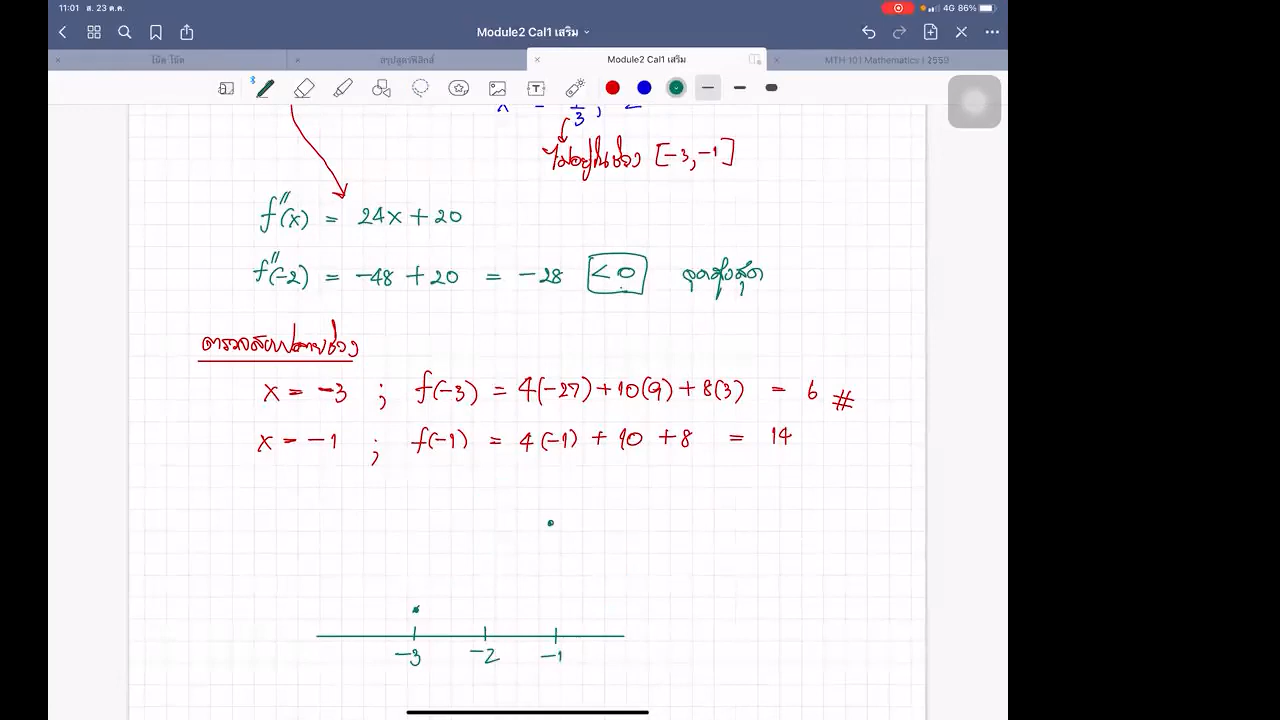 11:01 ส. 23 ต.ค.
4G 86%
Module2 Cal1 เสริม
โน้ต โน้ต
สรุปสูตรฟิสิกส์
Module2 Cal1 เสริม
MTH 101 Mathematics I 2559
3 ,
ไม่อยู่ในช่วง [-3,-1]
f''(x) = 24x + 20
f''(-2) = -48 + 20 = -28 < 0 จุดสูงสุด
ตรวจสอบปลายช่วง
x = -3 ; f(-3) = 4(-27)+10(9)+8(3) = 6 #
x = -1 ; f(-1) = 4(-1) + 10 + 8 = 14
-3 -2 -1